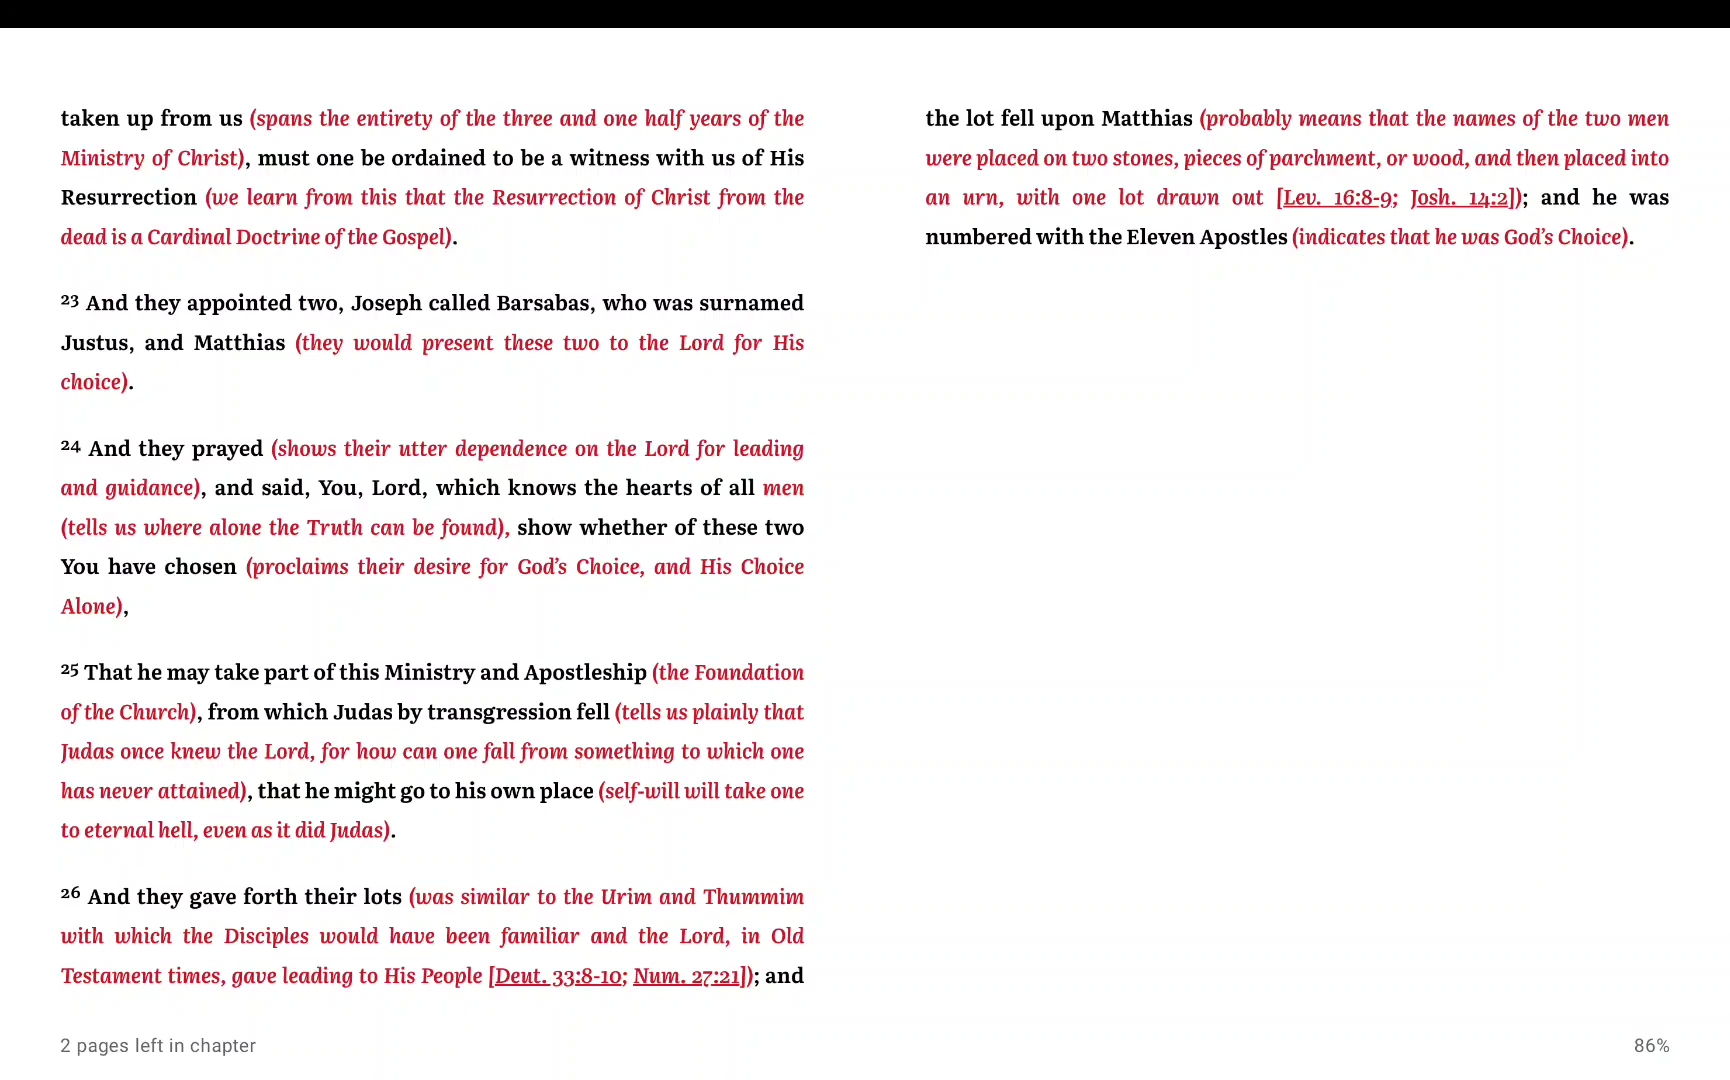 taken up from us (spans the entirety of the three and one half years of the
Ministry of Christ), must one be ordained to be a witness with us of His
Resurrection (we learn from this that the Resurrection of Christ from the
dead is a Cardinal Doctrine of the Gospel).
23 And they appointed two, Joseph called Barsabas, who was surnamed
Justus, and Matthias (they would present these two to the Lord for His
choice).
24 And they prayed (shows their utter dependence on the Lord for leading
and guidance), and said, You, Lord, which knows the hearts of all men
(tells us where alone the Truth can be found), show whether of these two
You have chosen (proclaims their desire for God’s Choice, and His Choice
Alone),
25 That he may take part of this Ministry and Apostleship (the Foundation
of the Church), from which Judas by transgression fell (tells us plainly that
Judas once knew the Lord, for how can one fall from something to which one
has never attained), that he might go to his own place (self-will will take one
to eternal hell, even as it did Judas).
26 And they gave forth their lots (was similar to the Urim and Thummim
with which the Disciples would have been familiar and the Lord, in Old
Testament times, gave leading to His People [Deut. 33:8-10; Num. 27:21]); and
the lot fell upon Matthias (probably means that the names of the two men
were placed on two stones, pieces of parchment, or wood, and then placed into
an urn, with one lot drawn out [Lev. 16:8-9; Josh. 14:2]); and he was
numbered with the Eleven Apostles (indicates that he was God’s Choice).
2 pages left in chapter
86%